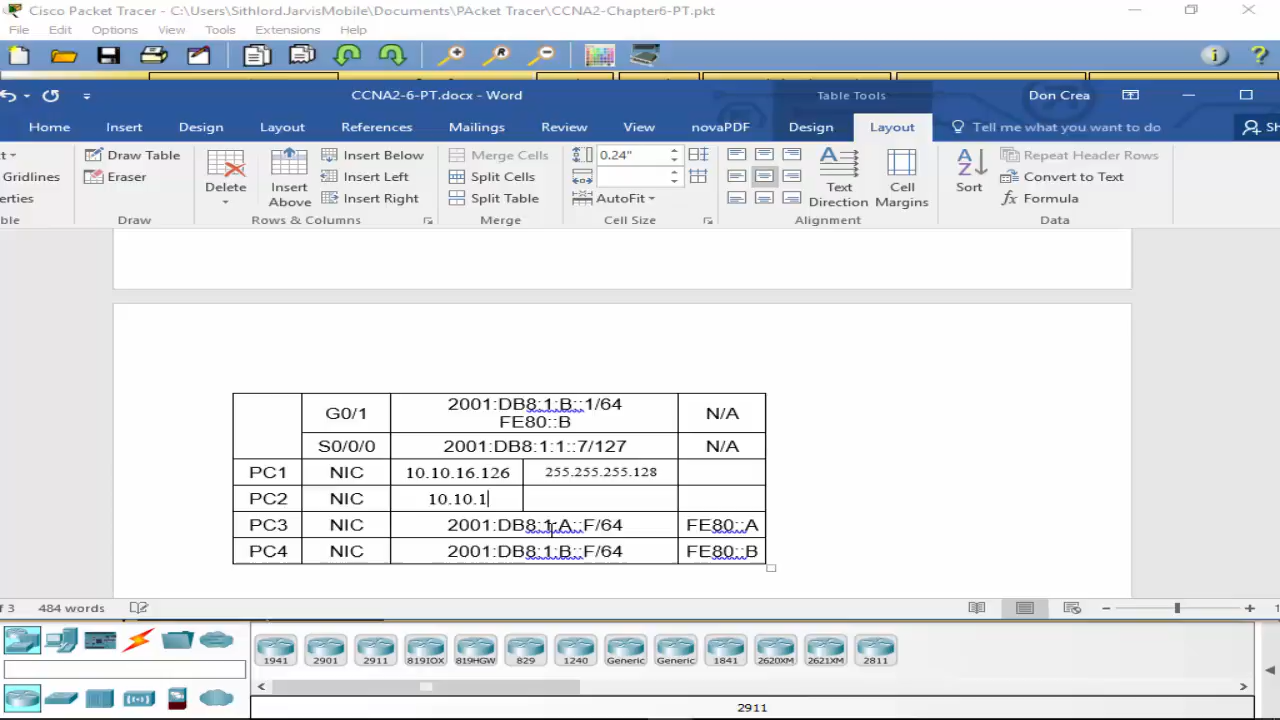 Cisco Packet Tracer - C:\Users\Sithlord.JarvisMobile\Documents\PAcket Tracer\CCNA2-Chapter6-PT.pkt
File Edit Options View Tools Extensions Help
CCNA2-6-PT.docx - Word Table Tools Don Crea
Home Insert Design Layout References Mailings Review View novaPDF Design Layout Tell me what you want to do Sh
Draw Table Insert Below Merge Cells 0.24" Repeat Header Rows
Gridlines Eraser Delete Insert Above Insert Left Split Cells Text Direction Cell Margins Sort Convert to Text
erties Insert Right Split Table AutoFit Formula
ble Draw Rows & Columns Merge Cell Size Alignment Data
G0/1 2001:DB8:1:B::1/64 N/A
FE80::B
S0/0/0 2001:DB8:1:1::7/127 N/A
PC1 NIC 10.10.16.126 255.255.255.128
PC2 NIC 10.10.1
PC3 NIC 2001:DB8:1:A::F/64 FE80::A
PC4 NIC 2001:DB8:1:B::F/64 FE80::B
of 3 484 words
1941 2901 2911 819IOX 819HGW 829 1240 Generic Generic 1841 2620XM 2621XM 2811
2911